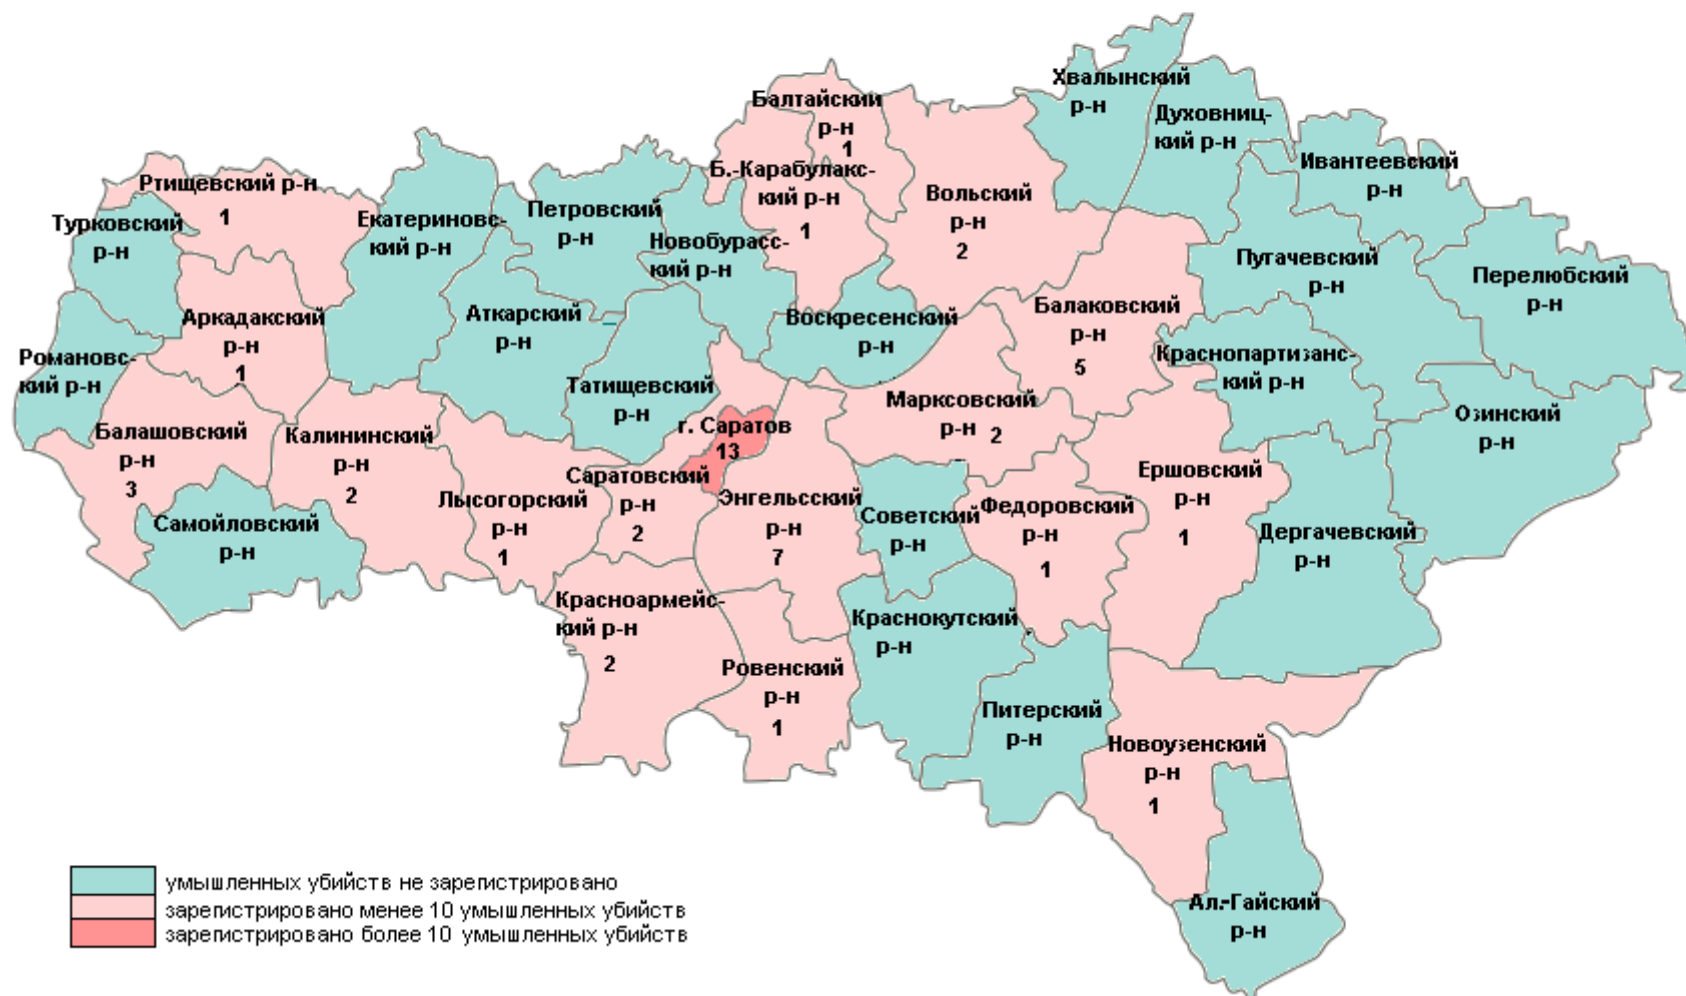 Хвалынский
р-н
Балтайский
р-н
1
Духовниц-
кий р-н
Ивантеевский
р-н
Ртищевский р-н
1
Б.-Карабулакс-
кий р-н
1
Вольский
р-н
2
Турковский
р-н
Екатериновс-
кий р-н
Петровский
р-н
Новобурасс-
кий р-н
Пугачевский
р-н
Перелюбский
р-н
Аркадакский
р-н
1
Аткарский
р-н
Воскресенский
р-н
Балаковский
р-н
5
Романовс-
кий р-н
Татищевский
р-н
Краснопартизанс-
кий р-н
Марксовский
р-н 2
Озинский
р-н
Балашовский
р-н
3
Калининский
р-н
2
г. Саратов
13
Лысогорский
р-н
1
Саратовский
р-н
2
Энгельсский
р-н
7
Советский
р-н
Федоровский
р-н
1
Ершовский
р-н
1
Дергачевский
р-н
Самойловский
р-н
Красноармейс-
кий р-н
2
Ровенский
р-н
1
Краснокутский
р-н
Питерский
р-н
Новоузенский
р-н
1
Ал.-Гайский
р-н
умышленных убийств не зарегистрировано
зарегистрировано менее 10 умышленных убийств
зарегистрировано более 10 умышленных убийств